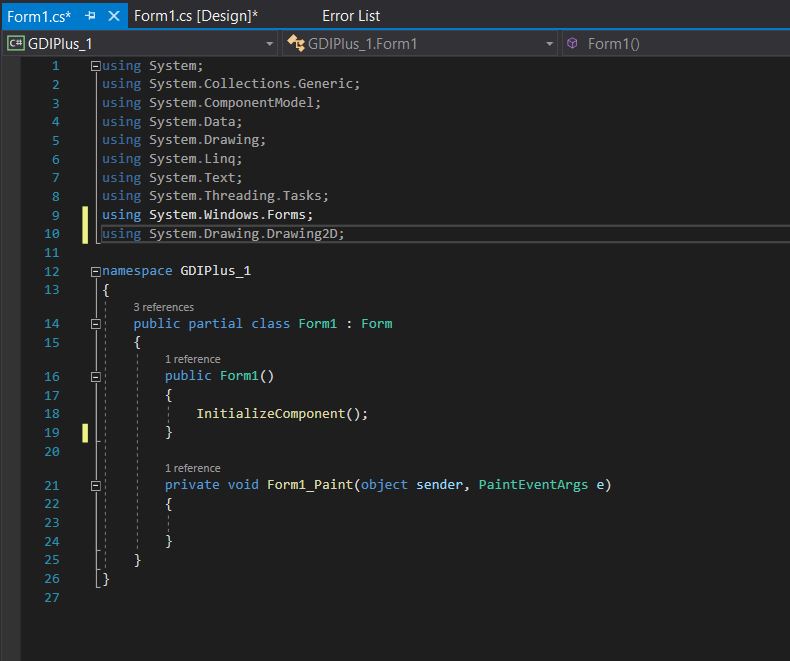 Form1.cs* Form1.cs [Design]* Error List
C# GDIPlus_1 GDIPlus_1.Form1 Form1()
1 using System;
2 using System.Collections.Generic;
3 using System.ComponentModel;
4 using System.Data;
5 using System.Drawing;
6 using System.Linq;
7 using System.Text;
8 using System.Threading.Tasks;
9 using System.Windows.Forms;
10 using System.Drawing.Drawing2D;
11
12 namespace GDIPlus_1
13 {
3 references
14 public partial class Form1 : Form
15 {
1 reference
16 public Form1()
17 {
18 InitializeComponent();
19 }
20
1 reference
21 private void Form1_Paint(object sender, PaintEventArgs e)
22 {
23
24 }
25 }
26 }
27